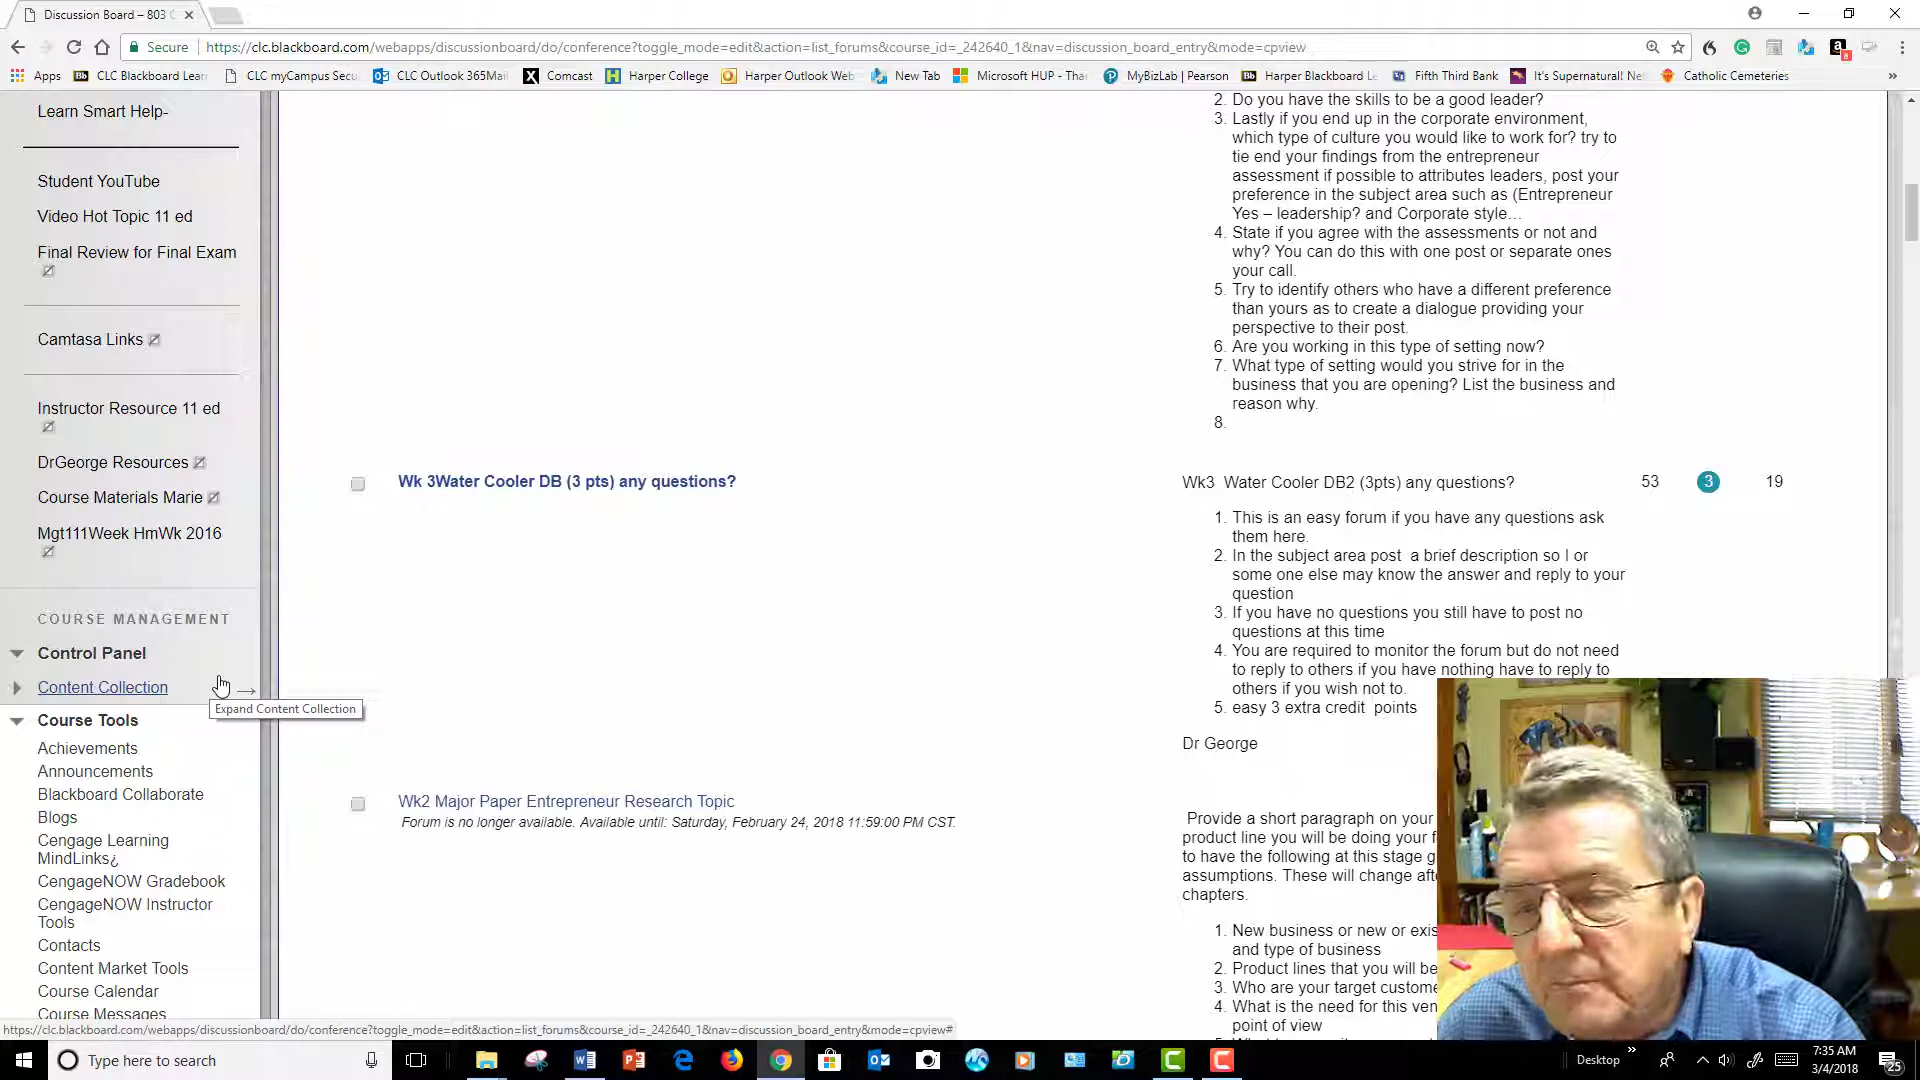 Discussion Board – 803
Secure
https://clc.blackboard.com/webapps/discussionboard/do/conference?toggle_mode=edit&action=list_forums&course_id=_242640_1&nav=discussion_board_entry&mode=cpview
Apps
Bb CLC Blackboard Lear
CLC myCampus Secu
CLC Outlook 365Mail
X Comcast
H Harper College
Harper Outlook Web
New Tab
Microsoft HUP - Tha
MyBizLab | Pearson
Bb Harper Blackboard Le
Fifth Third Bank
It's Supernatural! Ne
Catholic Cemeteries
»
Learn Smart Help-
Student YouTube
Video Hot Topic 11 ed
Final Review for Final Exam
Camtasa Links
Instructor Resource 11 ed
DrGeorge Resources
Course Materials Marie
Mgt111Week HmWk 2016
COURSE MANAGEMENT
Control Panel
Content Collection
Expand Content Collection
Course Tools
Achievements
Announcements
Blackboard Collaborate
Blogs
Cengage Learning
MindLinks¿
CengageNOW Gradebook
CengageNOW Instructor
Tools
Contacts
Content Market Tools
Course Calendar
Course Messages
2. Do you have the skills to be a good leader?
3. Lastly if you end up in the corporate environment,
which type of culture you would like to work for? try to
tie end your findings from the entrepreneur
assessment if possible to attributes leaders, post your
preference in the subject area such as (Entrepreneur
Yes – leadership? and Corporate style…
4. State if you agree with the assessments or not and
why? You can do this with one post or separate ones
your call.
5. Try to identify others who have a different preference
than yours as to create a dialogue providing your
perspective to their post.
6. Are you working in this type of setting now?
7. What type of setting would you strive for in the
business that you are opening? List the business and
reason why.
8.
Wk 3Water Cooler DB (3 pts) any questions?
Wk3 Water Cooler DB2 (3pts) any questions?
53
3
19
1. This is an easy forum if you have any questions ask
them here.
2. In the subject area post a brief description so I or
some one else may know the answer and reply to your
question
3. If you have no questions you still have to post no
questions at this time
4. You are required to monitor the forum but do not need
to reply to others if you have nothing have to reply to
others if you wish not to.
5. easy 3 extra credit points
Dr George
Wk2 Major Paper Entrepreneur Research Topic
Forum is no longer available. Available until: Saturday, February 24, 2018 11:59:00 PM CST.
Provide a short paragraph on your
product line you will be doing your
to have the following at this stage
assumptions. These will change
chapters.
1. New business or new or
and type of business
2. Product lines that you will
3. Who are your target
4. What is the need for this
point of view
https://clc.blackboard.com/webapps/discussionboard/do/conference?toggle_mode=edit&action=list_forums&course_id=_242640_1&nav=discussion_board_entry&mode=cpview#
Type here to search
Desktop
»
7:35 AM
3/4/2018
25